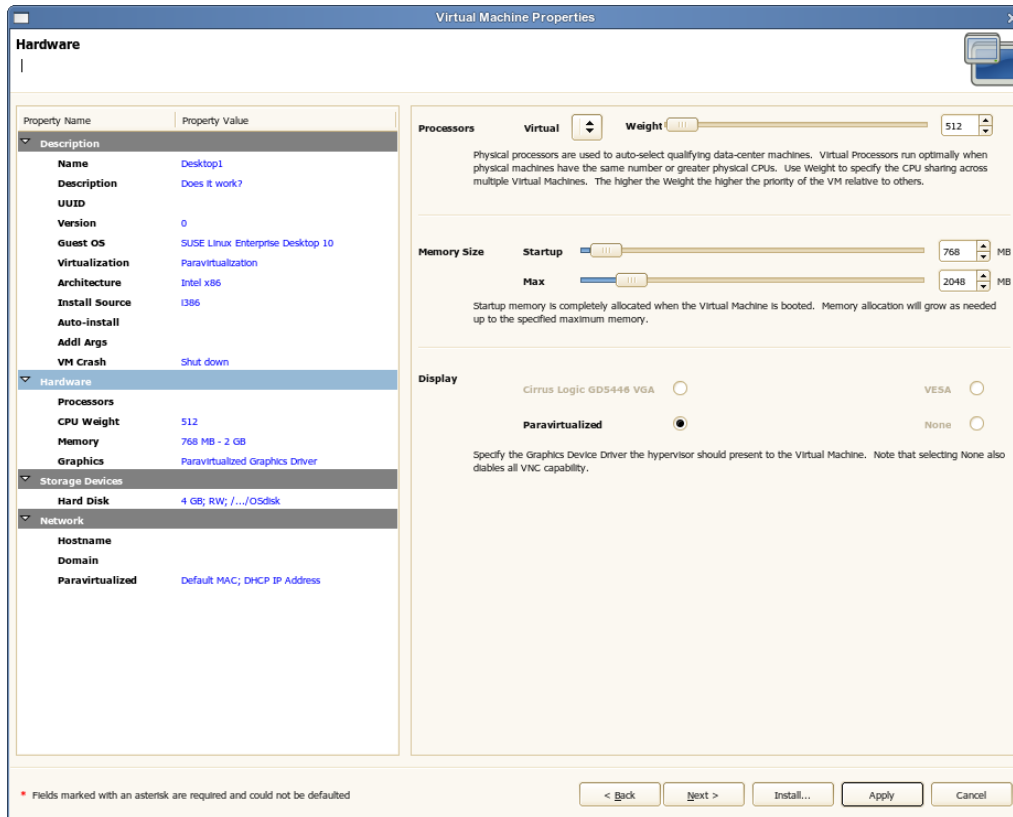 Virtual Machine Properties
Hardware
Property Name Property Value
Description
Name Desktop1
Description Does it work?
UUID
Version 0
Guest OS SUSE Linux Enterprise Desktop 10
Virtualization Paravirtualization
Architecture Intel x86
Install Source i386
Auto-install
Addl Args
VM Crash Shut down
Hardware
Processors
CPU Weight 512
Memory 768 MB - 2 GB
Graphics Paravirtualized Graphics Driver
Storage Devices
Hard Disk 4 GB; RW; /.../OSdisk
Network
Hostname
Domain
Paravirtualized Default MAC; DHCP IP Address
Processors Virtual Weight 512
Physical processors are used to auto-select qualifying data-center machines. Virtual Processors run optimally when
physical machines have the same number or greater physical CPUs. Use Weight to specify the CPU sharing across
multiple Virtual Machines. The higher the Weight the higher the priority of the VM relative to others.
Memory Size Startup 768 MB
Max 2048 MB
Startup memory is completely allocated when the Virtual Machine is booted. Memory allocation will grow as needed
up to the specified maximum memory.
Display
Cirrus Logic GD5446 VGA VESA
Paravirtualized None
Specify the Graphics Device Driver the hypervisor should present to the Virtual Machine. Note that selecting None also
diables all VNC capability.
* Fields marked with an asterisk are required and could not be defaulted
< Back Next > Install... Apply Cancel